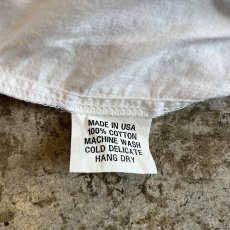 MADE IN USA
100% COTTON
MACHINE WASH
COLD DELICATE
HANG DRY